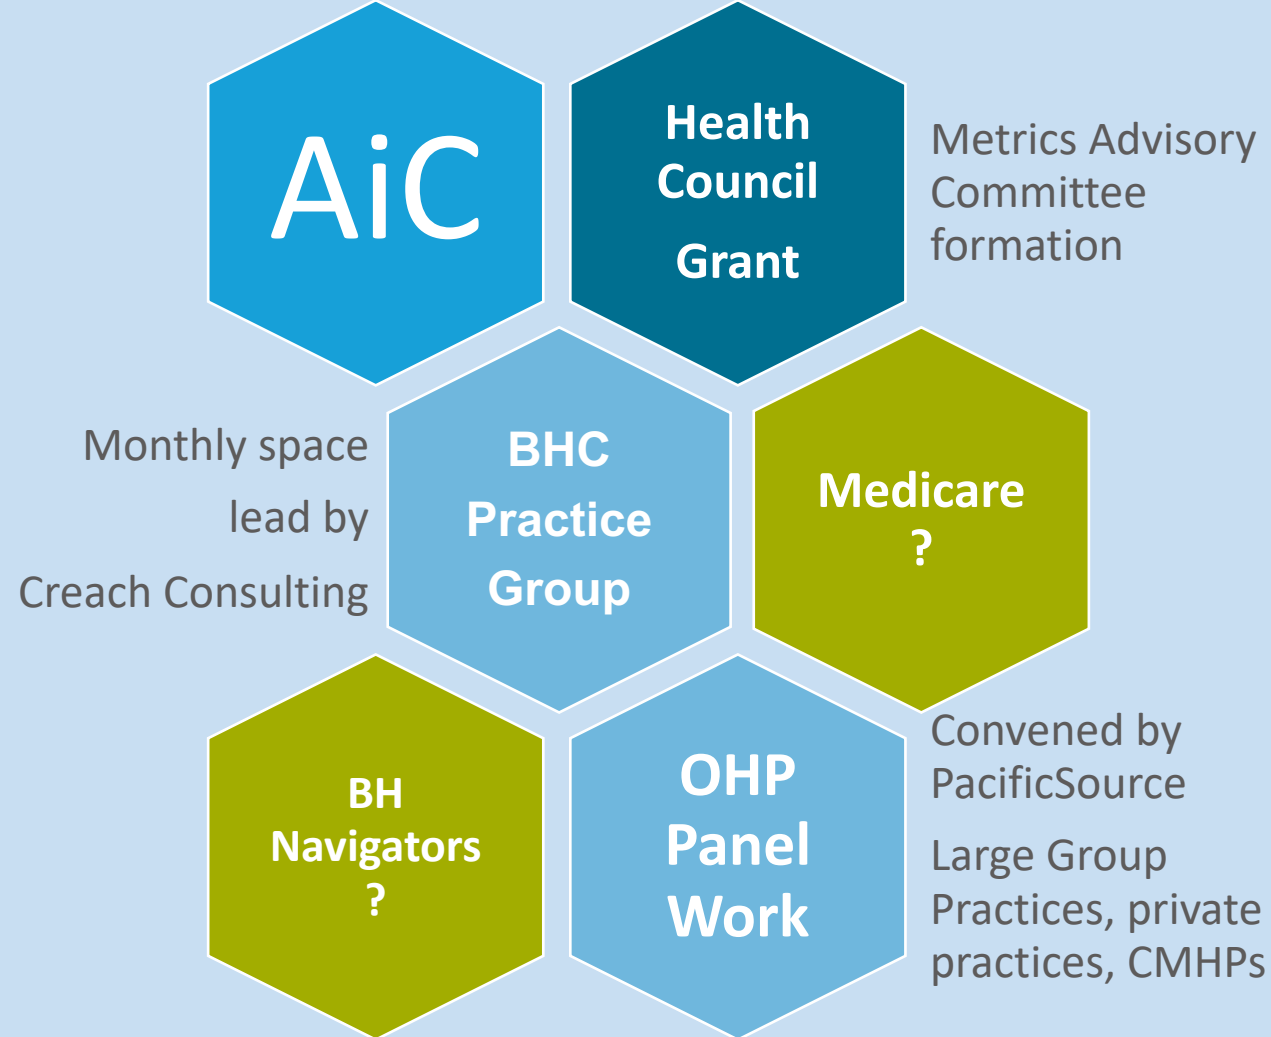 AiC
Health
Council
Grant
Metrics Advisory
Committee
formation
Monthly space
lead by
Creach Consulting
BHC
Practice
Group
Medicare
?
BH
Navigators
?
OHP
Panel
Work
Convened by
PacificSource
Large Group
Practices, private
practices, CMHPs